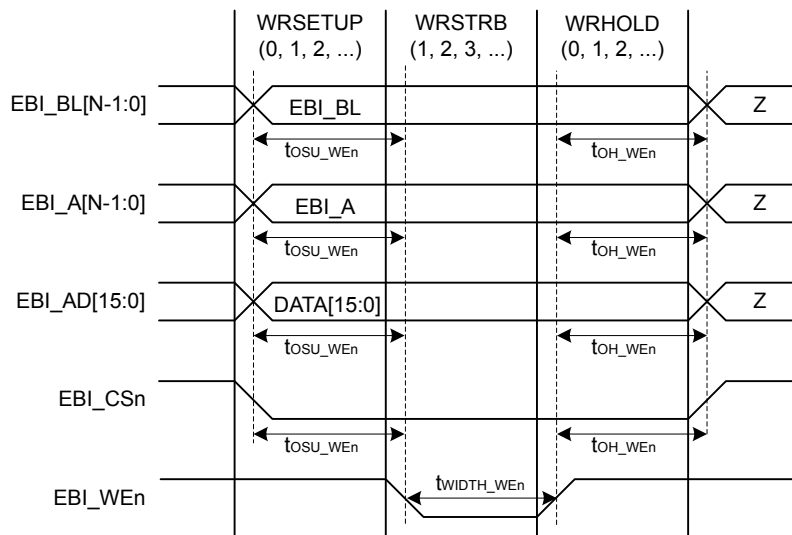 WRSETUP WRSTRB WRHOLD
(0, 1, 2, ...) (1, 2, 3, ...) (0, 1, 2, ...)
EBI_BL[N-1:0] EBI_BL Z
tOSU_WEn tOH_WEn
EBI_A[N-1:0] EBI_A Z
tOSU_WEn tOH_WEn
EBI_AD[15:0] DATA[15:0] Z
tOSU_WEn tOH_WEn
EBI_CSn
tOSU_WEn tOH_WEn
EBI_WEn tWIDTH_WEn